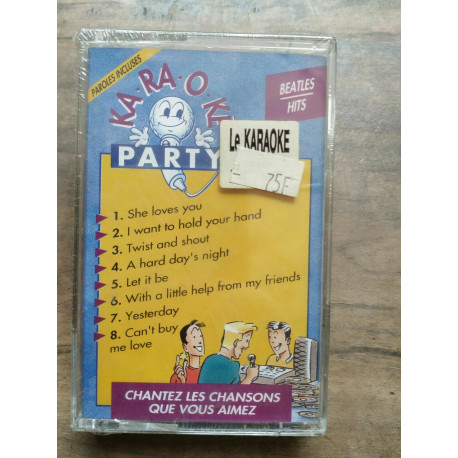 PAROLES INCLUSES
KA-RA-O-KE
PARTY
BEATLES
HITS
Le KARAOKE
75F
1. She loves you
2. I want to hold your hand
3. Twist and shout
4. A hard day's night
5. Let it be
6. With a little help from my friends
7. Yesterday
8. Can't buy
me love
CHANTEZ LES CHANSONS
QUE VOUS AIMEZ